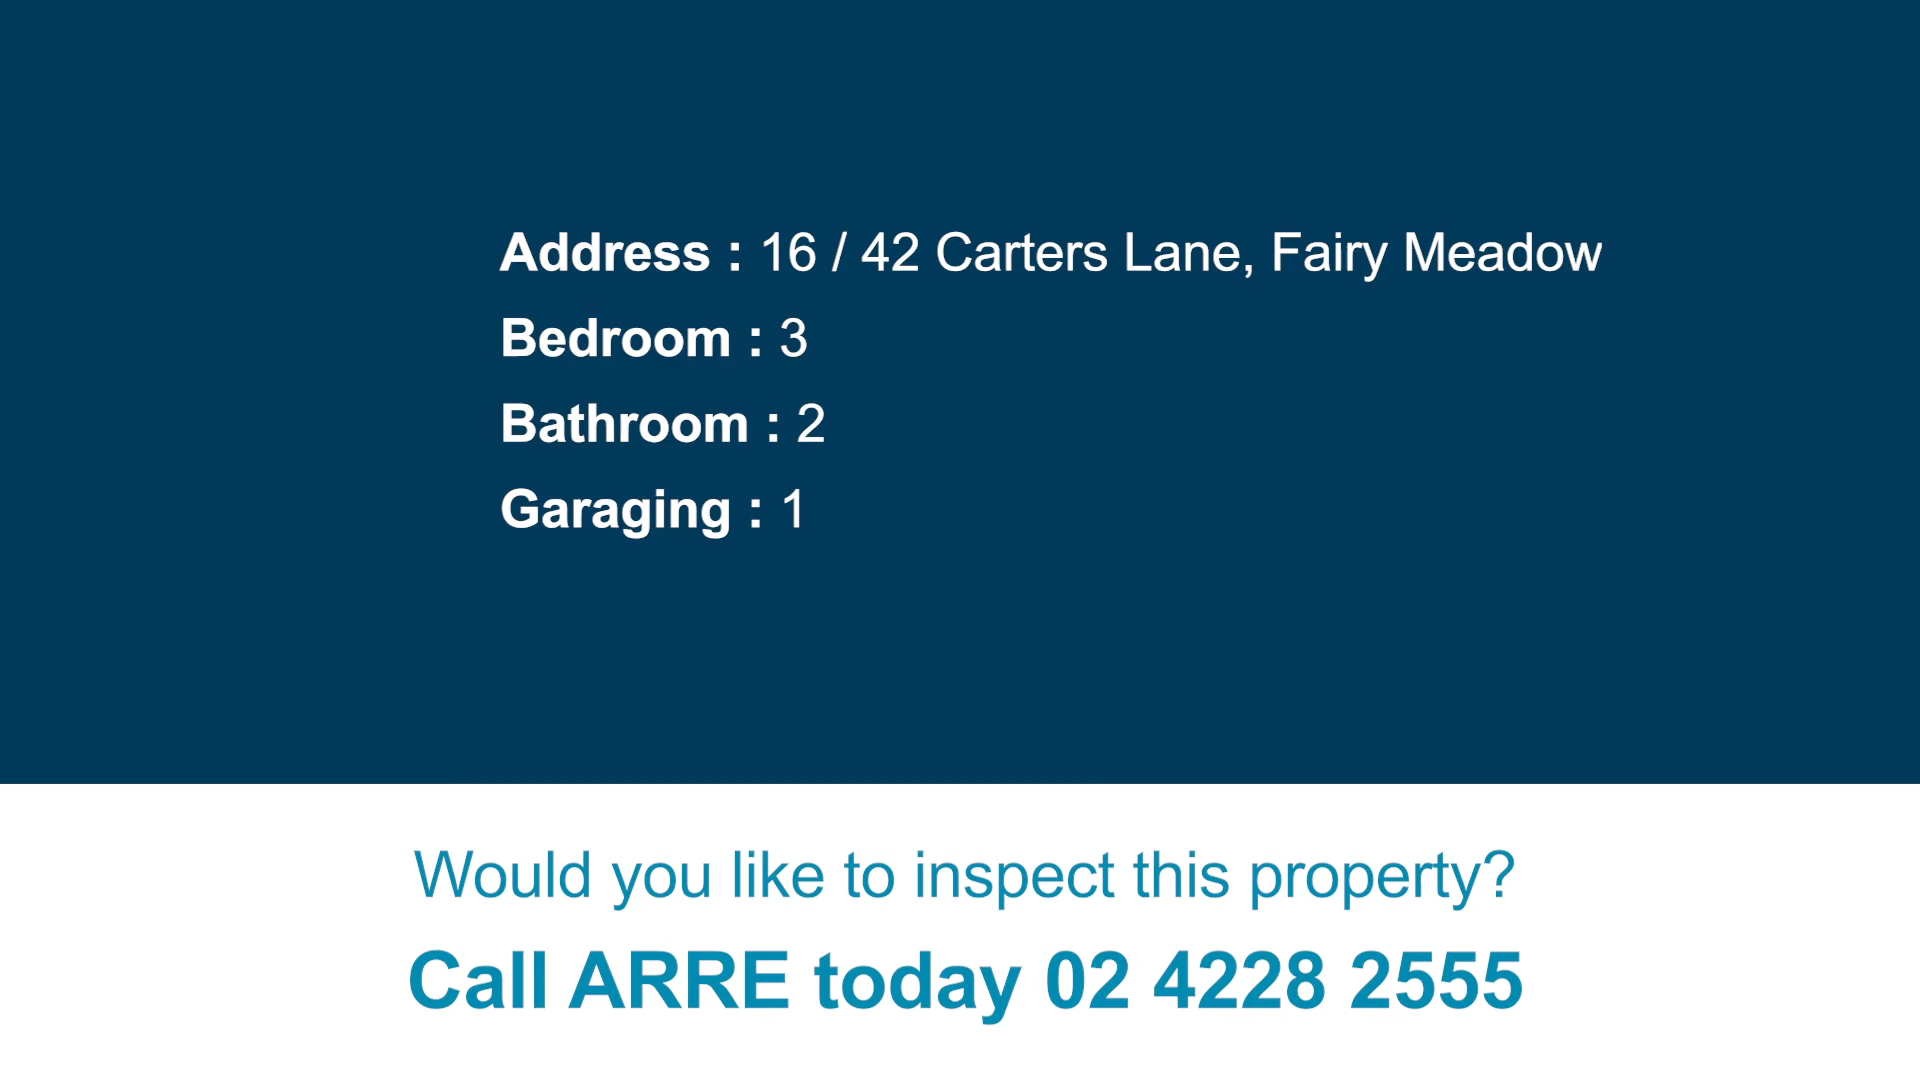 Address : 16 / 42 Carters Lane, Fairy Meadow
Bedroom : 3
Bathroom : 2
Garaging : 1
Would you like to inspect this property?
Call ARRE today 02 4228 2555